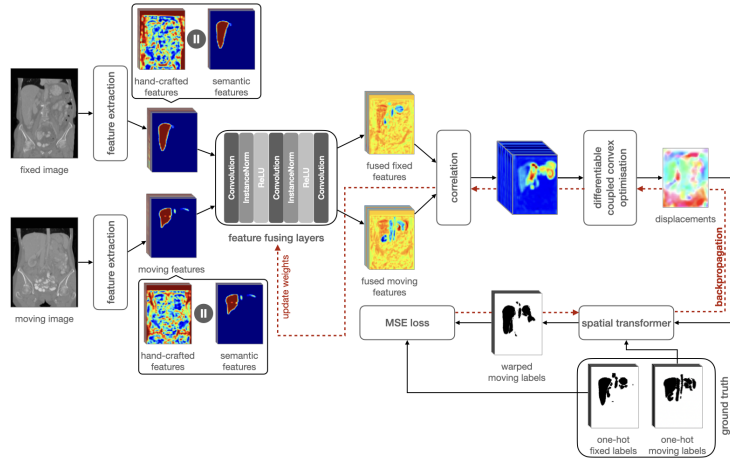 hand-crafted
features
semantic
features
fixed image
feature extraction
moving image
feature extraction
moving features
hand-crafted
features
semantic
features
Convolution
InstanceNorm
ReLU
Convolution
InstanceNorm
ReLU
Convolution
feature fusing layers
update weights
fused fixed
features
fused moving
features
correlation
differentiable
coupled convex
optimisation
displacements
backpropagation
MSE loss
warped
moving labels
spatial transformer
one-hot
fixed labels
one-hot
moving labels
ground truth